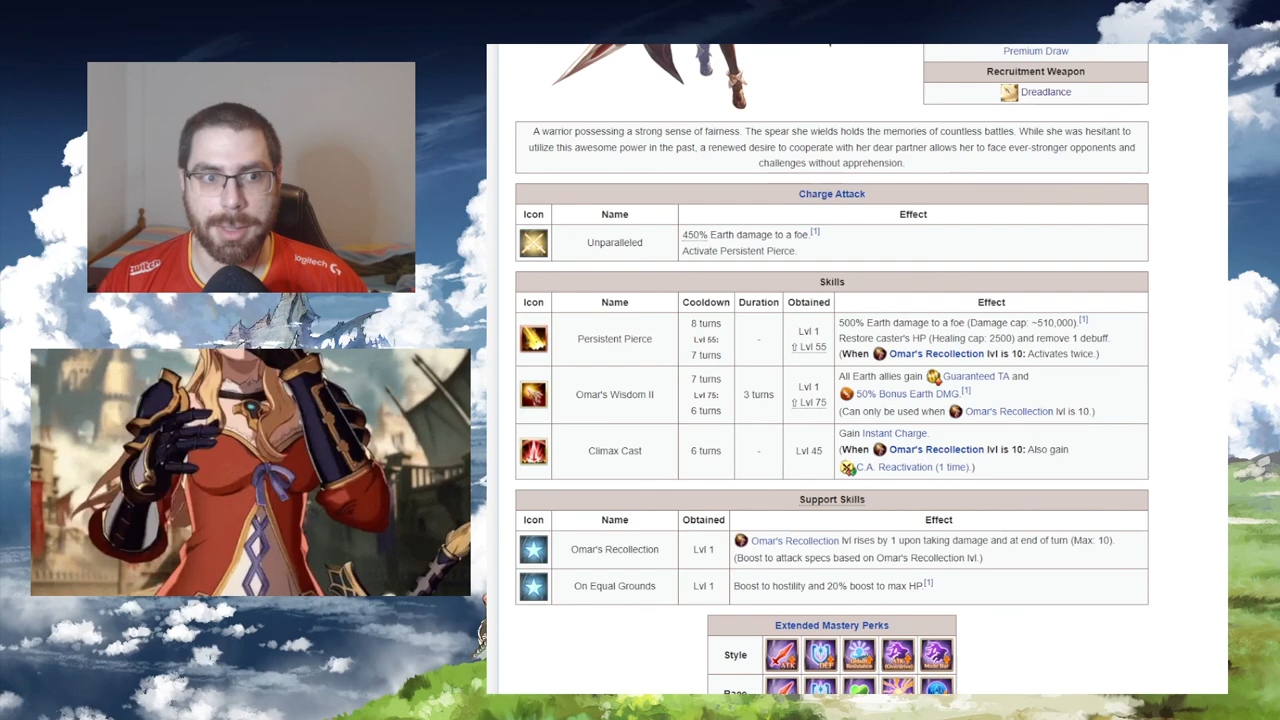 Premium Draw
Recruitment Weapon
Dreadlance
A warrior possessing a strong sense of fairness. The spear she wields holds the memories of countless battles. While she was hesitant to
utilize this awesome power in the past, a renewed desire to cooperate with her dear partner allows her to face ever-stronger opponents and
challenges without apprehension.
Charge Attack
Icon Name Effect
Unparalleled
450% Earth damage to a foe.[1]
Activate Persistent Pierce.
Skills
Icon Name Cooldown Duration Obtained Effect
Persistent Pierce
8 turns
Lvl 55:
7 turns
-
Lvl 1
⇧ Lvl 55
500% Earth damage to a foe (Damage cap: ~510,000).[1]
Restore caster's HP (Healing cap: 2500) and remove 1 debuff.
(When Omar's Recollection lvl is 10: Activates twice.)
Omar's Wisdom II
7 turns
Lvl 75:
6 turns
3 turns
Lvl 1
⇧ Lvl 75
All Earth allies gain Guaranteed TA and
50% Bonus Earth DMG.[1]
(Can only be used when Omar's Recollection lvl is 10.)
Climax Cast
6 turns
-
Lvl 45
Gain Instant Charge.
(When Omar's Recollection lvl is 10: Also gain
C.A. Reactivation (1 time).)
Support Skills
Icon Name Obtained Effect
Omar's Recollection
Lvl 1
Omar's Recollection lvl rises by 1 upon taking damage and at end of turn (Max: 10).
(Boost to attack specs based on Omar's Recollection lvl.)
On Equal Grounds
Lvl 1
Boost to hostility and 20% boost to max HP.[1]
Extended Mastery Perks
Style
ATK
DEF
twitch
logitech G